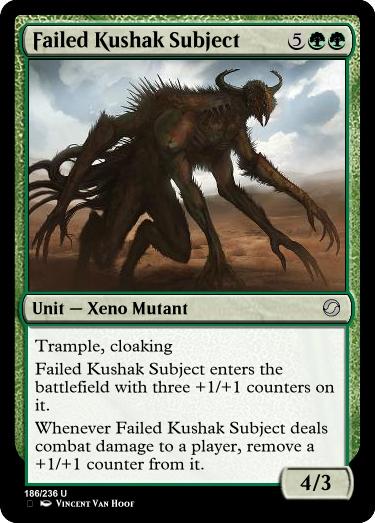 Failed Kushak Subject 5
Unit — Xeno Mutant
Trample, cloaking
Failed Kushak Subject enters the
battlefield with three +1/+1 counters on
it.
Whenever Failed Kushak Subject deals
combat damage to a player, remove a
+1/+1 counter from it.
4/3
186/236 U
Vincent Van Hoof